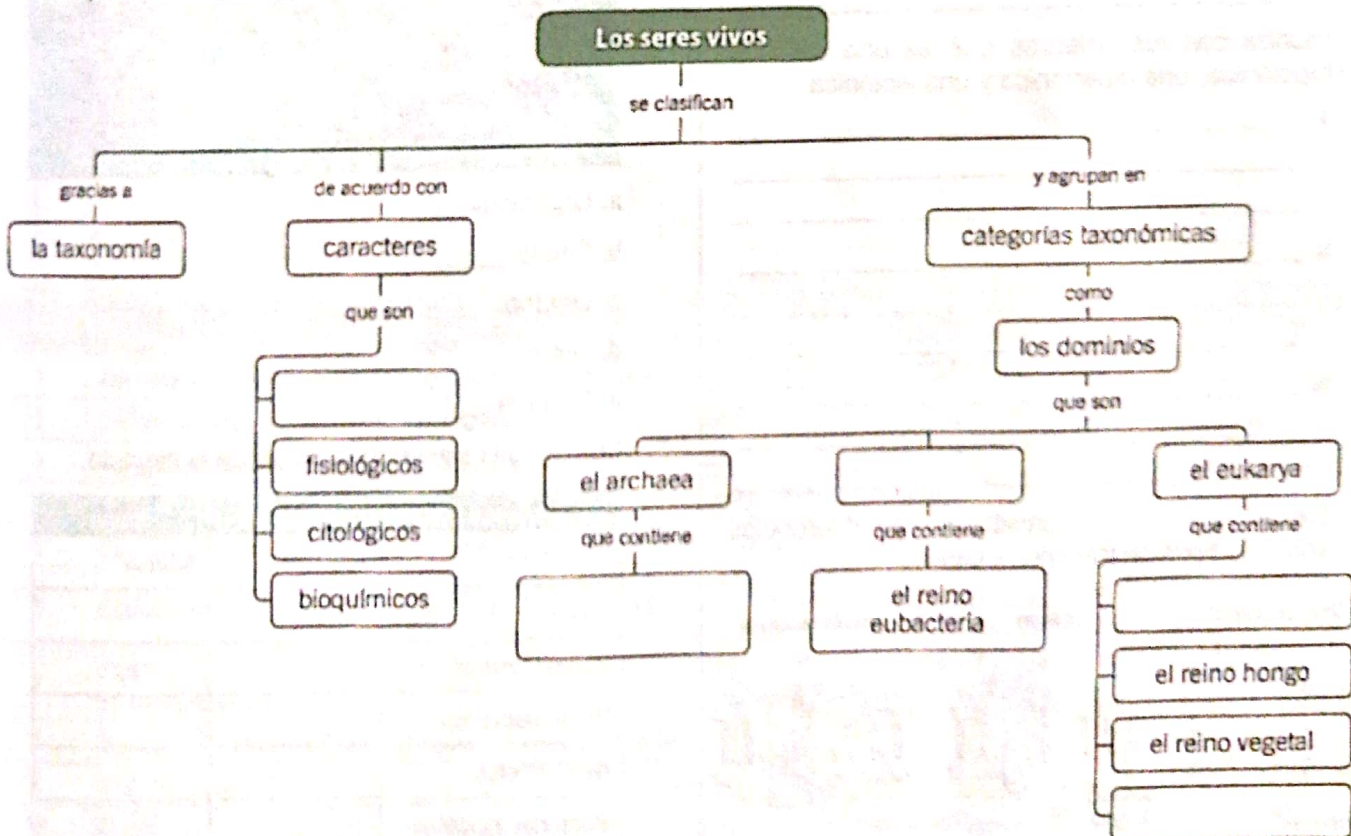 Los seres vivos
se clasifican
gracias a
de acuerdo con
y agrupan en
la taxonomía
caracteres
categorías taxonómicas
que son
como
los dominios
que son
fisiológicos
citológicos
bioquímicos
el archaea
el eukarya
que contiene
que contiene
que contiene
el reino
eubacteria
el reino hongo
el reino vegetal